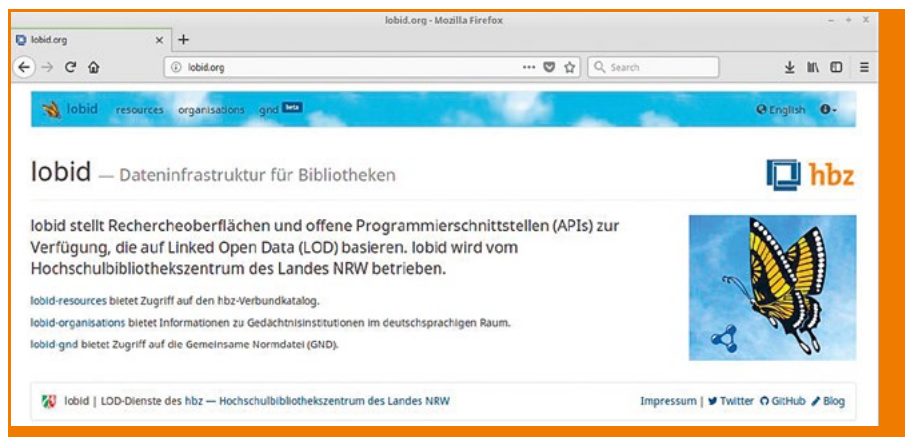 lobid.org - Mozilla Firefox
lobid.org
lobid.org
Search
lobid resources organisations gnd beta
English
lobid — Dateninfrastruktur für Bibliotheken
hbz
lobid stellt Rechercheoberflächen und offene Programmierschnittstellen (APIs) zur
Verfügung, die auf Linked Open Data (LOD) basieren. lobid wird vom
Hochschulbibliothekszentrum des Landes NRW betrieben.
lobid-resources bietet Zugriff auf den hbz-Verbundkatalog.
lobid-organisations bietet Informationen zu Gedächtnisinstitutionen im deutschsprachigen Raum.
lobid-gnd bietet Zugriff auf die Gemeinsame Normdatei (GND).
lobid | LOD-Dienste des hbz — Hochschulbibliothekszentrum des Landes NRW
Impressum | Twitter GitHub Blog